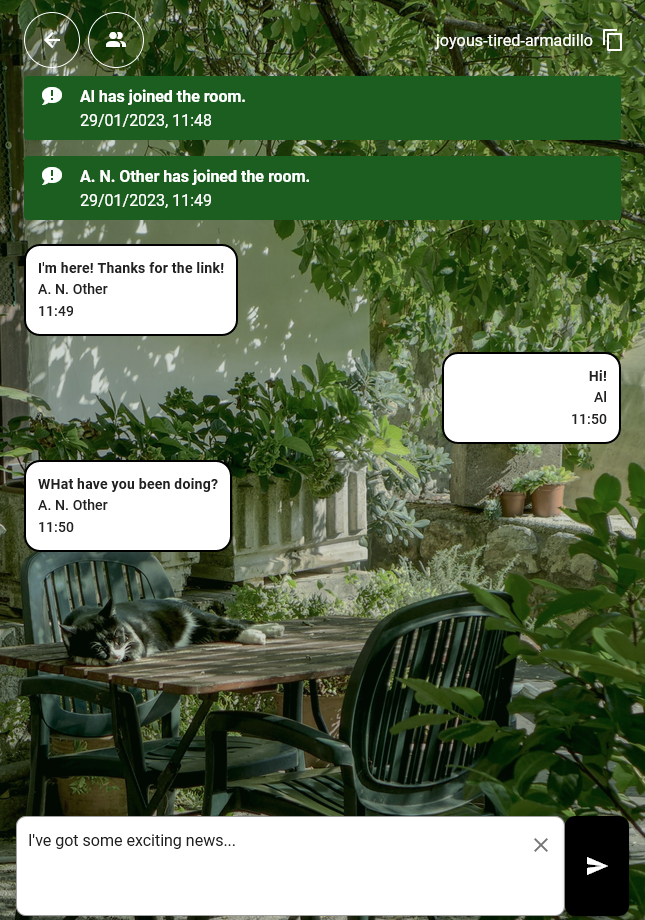 joyous-tired-armadillo
Al has joined the room.
29/01/2023, 11:48
A. N. Other has joined the room.
29/01/2023, 11:49
I'm here! Thanks for the link!
A. N. Other
11:49
Hi!
Al
11:50
WHat have you been doing?
A. N. Other
11:50
I've got some exciting news...